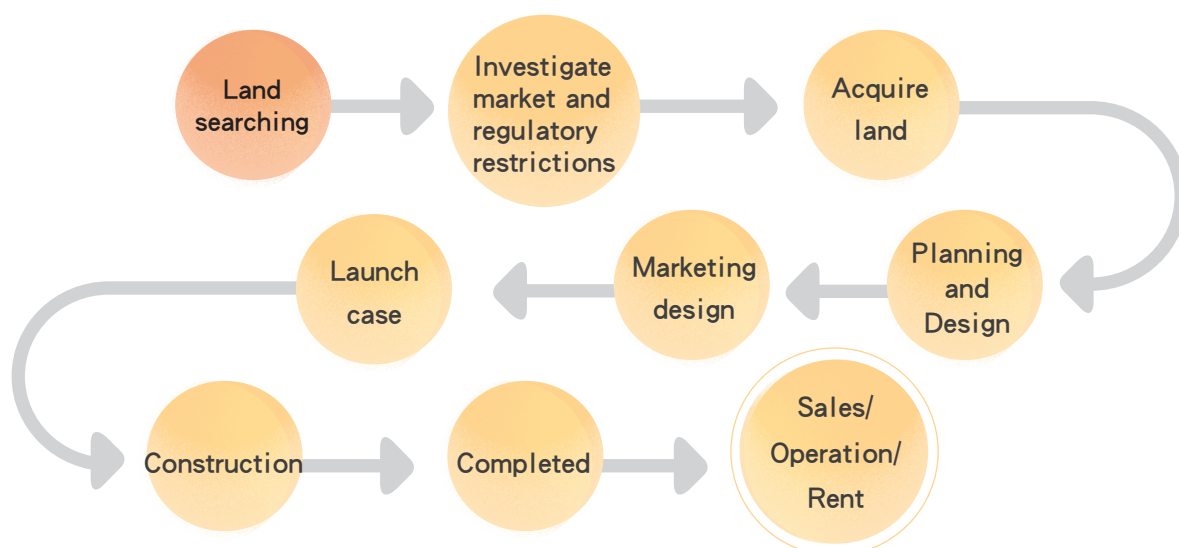 Land
searching
Investigate
market and
regulatory
restrictions
Acquire
land
Planning
and
Design
Marketing
design
Launch
case
Construction
Completed
Sales/
Operation/
Rent